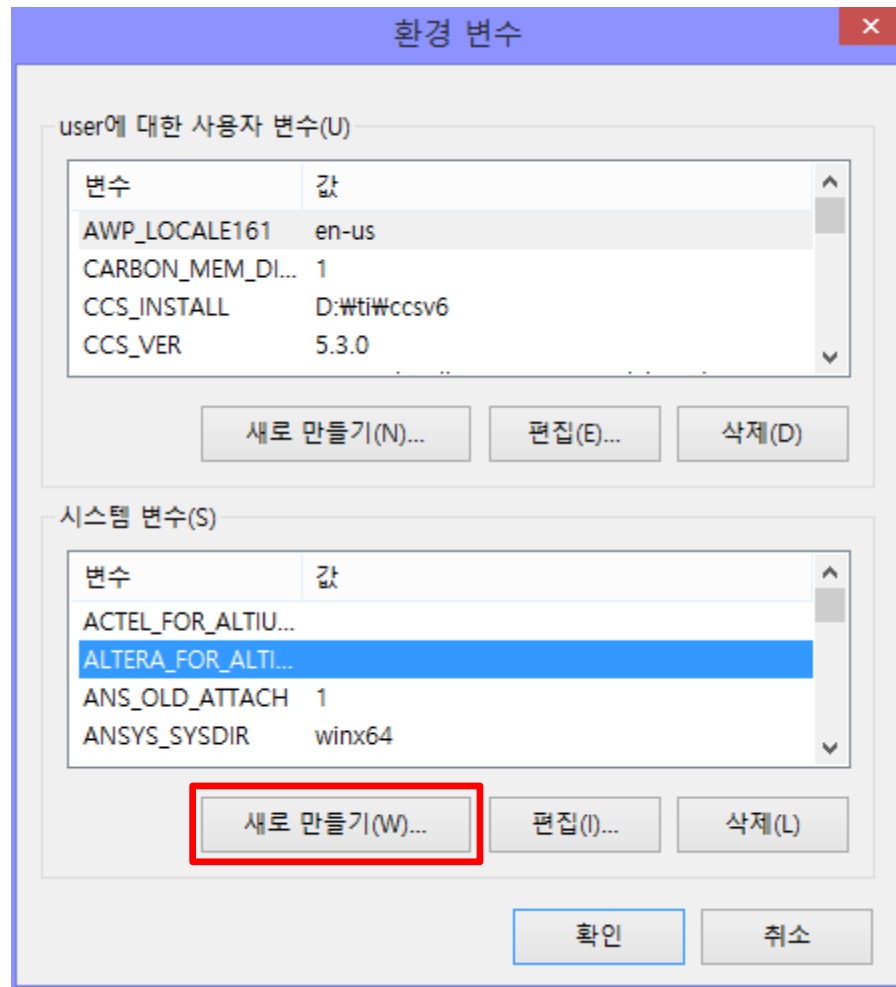 환경 변수
user에 대한 사용자 변수(U)
변수 값
AWP_LOCALE161 en-us
CARBON_MEM_DI... 1
CCS_INSTALL D:₩ti₩ccsv6
CCS_VER 5.3.0
새로 만들기(N)... 편집(E)... 삭제(D)
시스템 변수(S)
변수 값
ACTEL_FOR_ALTIU...
ALTERA_FOR_ALTI...
ANS_OLD_ATTACH 1
ANSYS_SYSDIR winx64
새로 만들기(W)... 편집(I)... 삭제(L)
확인 취소